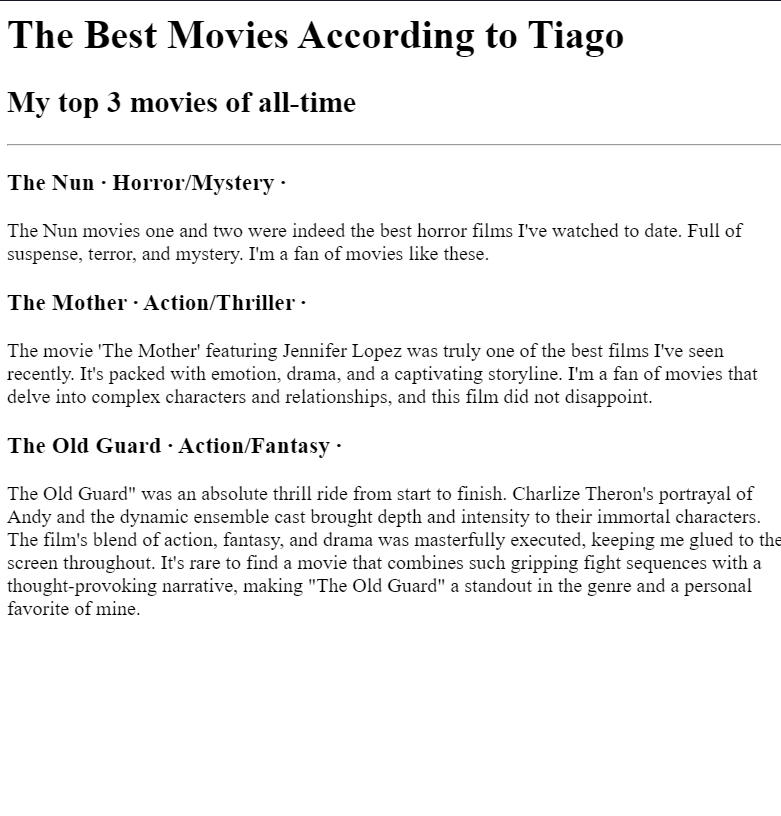 The Best Movies According to Tiago
My top 3 movies of all-time
The Nun · Horror/Mystery ·
The Nun movies one and two were indeed the best horror films I've watched to date. Full of
suspense, terror, and mystery. I'm a fan of movies like these.
The Mother · Action/Thriller ·
The movie 'The Mother' featuring Jennifer Lopez was truly one of the best films I've seen
recently. It's packed with emotion, drama, and a captivating storyline. I'm a fan of movies that
delve into complex characters and relationships, and this film did not disappoint.
The Old Guard · Action/Fantasy ·
The Old Guard" was an absolute thrill ride from start to finish. Charlize Theron's portrayal of
Andy and the dynamic ensemble cast brought depth and intensity to their immortal characters.
The film's blend of action, fantasy, and drama was masterfully executed, keeping me glued to the
screen throughout. It's rare to find a movie that combines such gripping fight sequences with a
thought-provoking narrative, making "The Old Guard" a standout in the genre and a personal
favorite of mine.